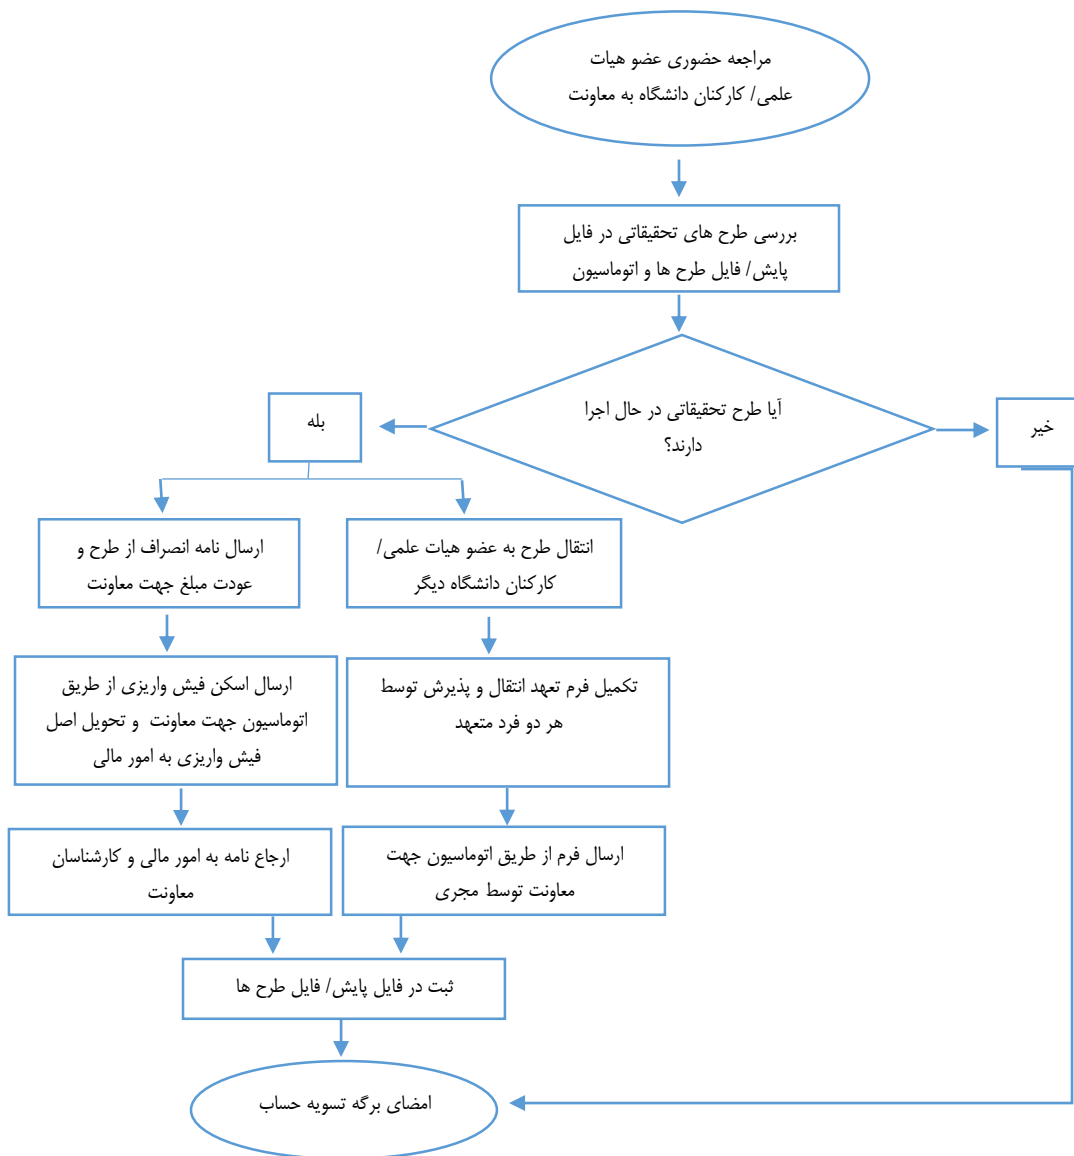 مراجعه حضوری عضو هیات
علمی/ کارکنان دانشگاه به معاونت
بررسی طرح های تحقیقاتی در فایل
پایش/ فایل طرح ها و اتوماسیون
آیا طرح تحقیقاتی در حال اجرا
دارند؟
خیر
بله
انتقال طرح به عضو هیات علمی/
کارکنان دانشگاه دیگر
ارسال نامه انصراف از طرح و
عودت مبلغ جهت معاونت
تکمیل فرم تعهد انتقال و پذیرش توسط
هر دو فرد متعهد
ارسال اسکن فیش واریزی از طریق
اتوماسیون جهت معاونت و تحویل اصل
فیش واریزی به امور مالی
ارسال فرم از طریق اتوماسیون جهت
معاونت توسط مجری
ارجاع نامه به امور مالی و کارشناسان
معاونت
ثبت در فایل پایش/ فایل طرح ها
امضای برگه تسویه حساب